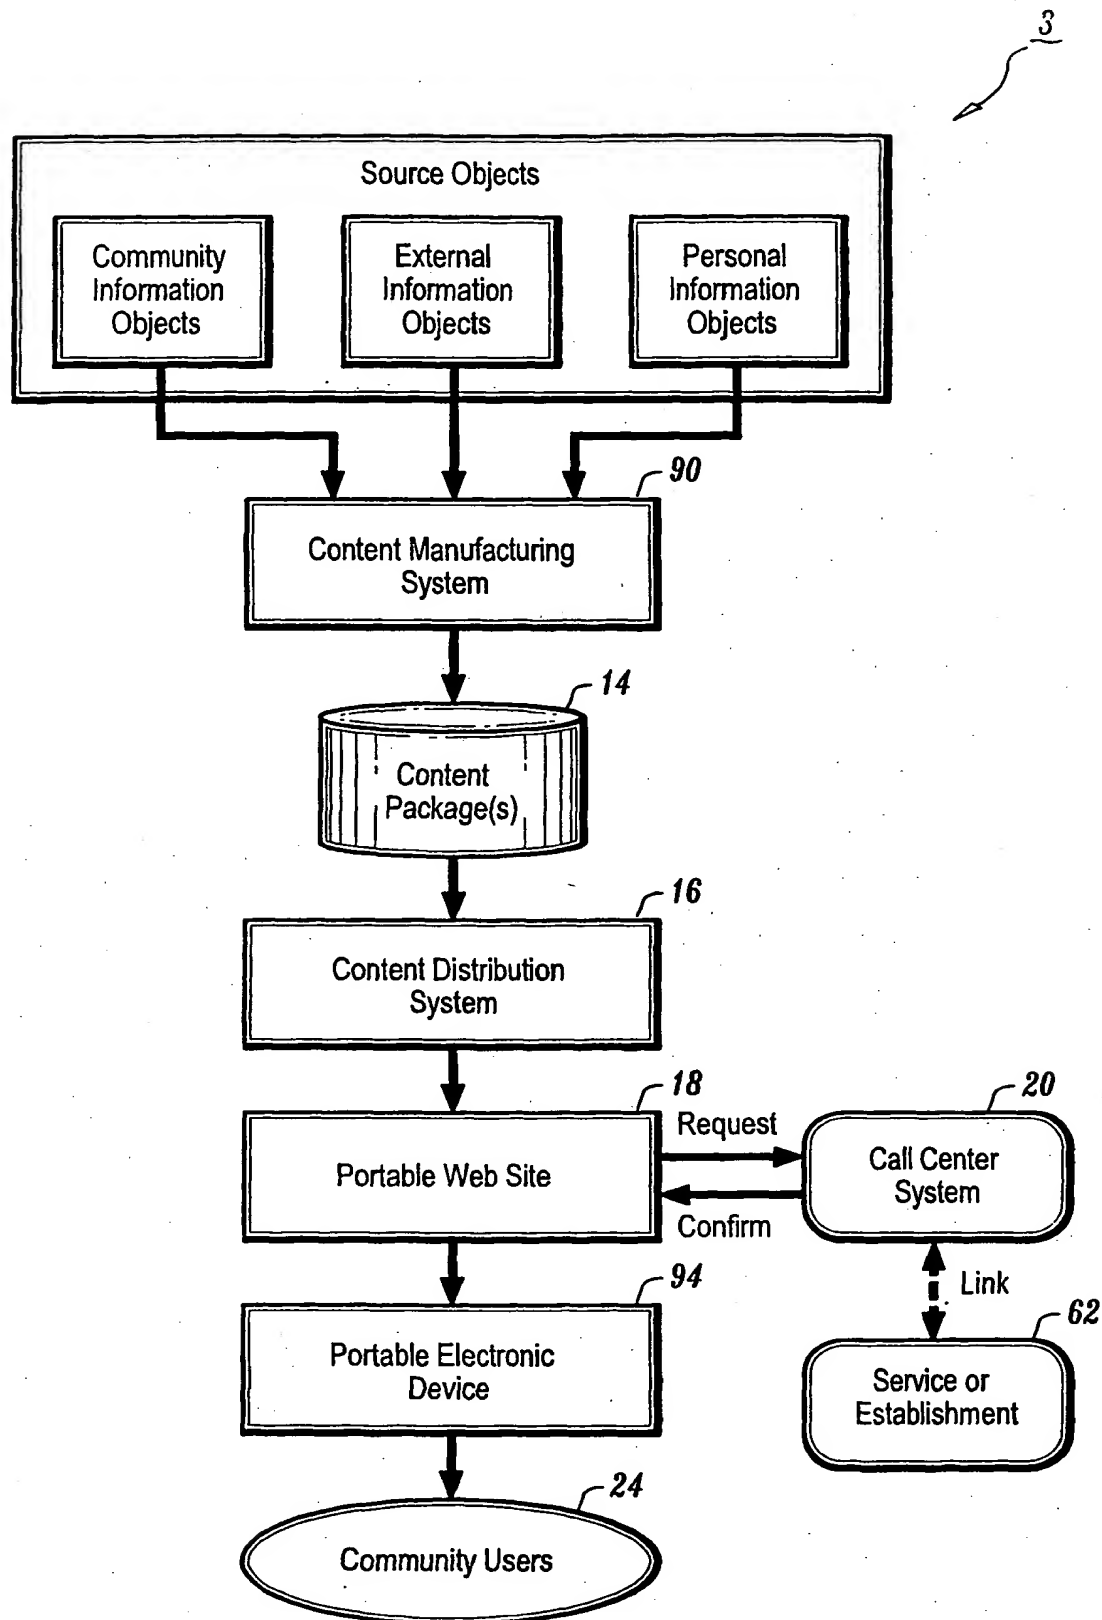 3
Source Objects
Community
Information
Objects
External
Information
Objects
Personal
Information
Objects
90
Content Manufacturing
System
14
Content
Package(s)
16
Content Distribution
System
18
Portable Web Site
Request
Confirm
20
Call Center
System
Link
94
Portable Electronic
Device
62
Service or
Establishment
24
Community Users